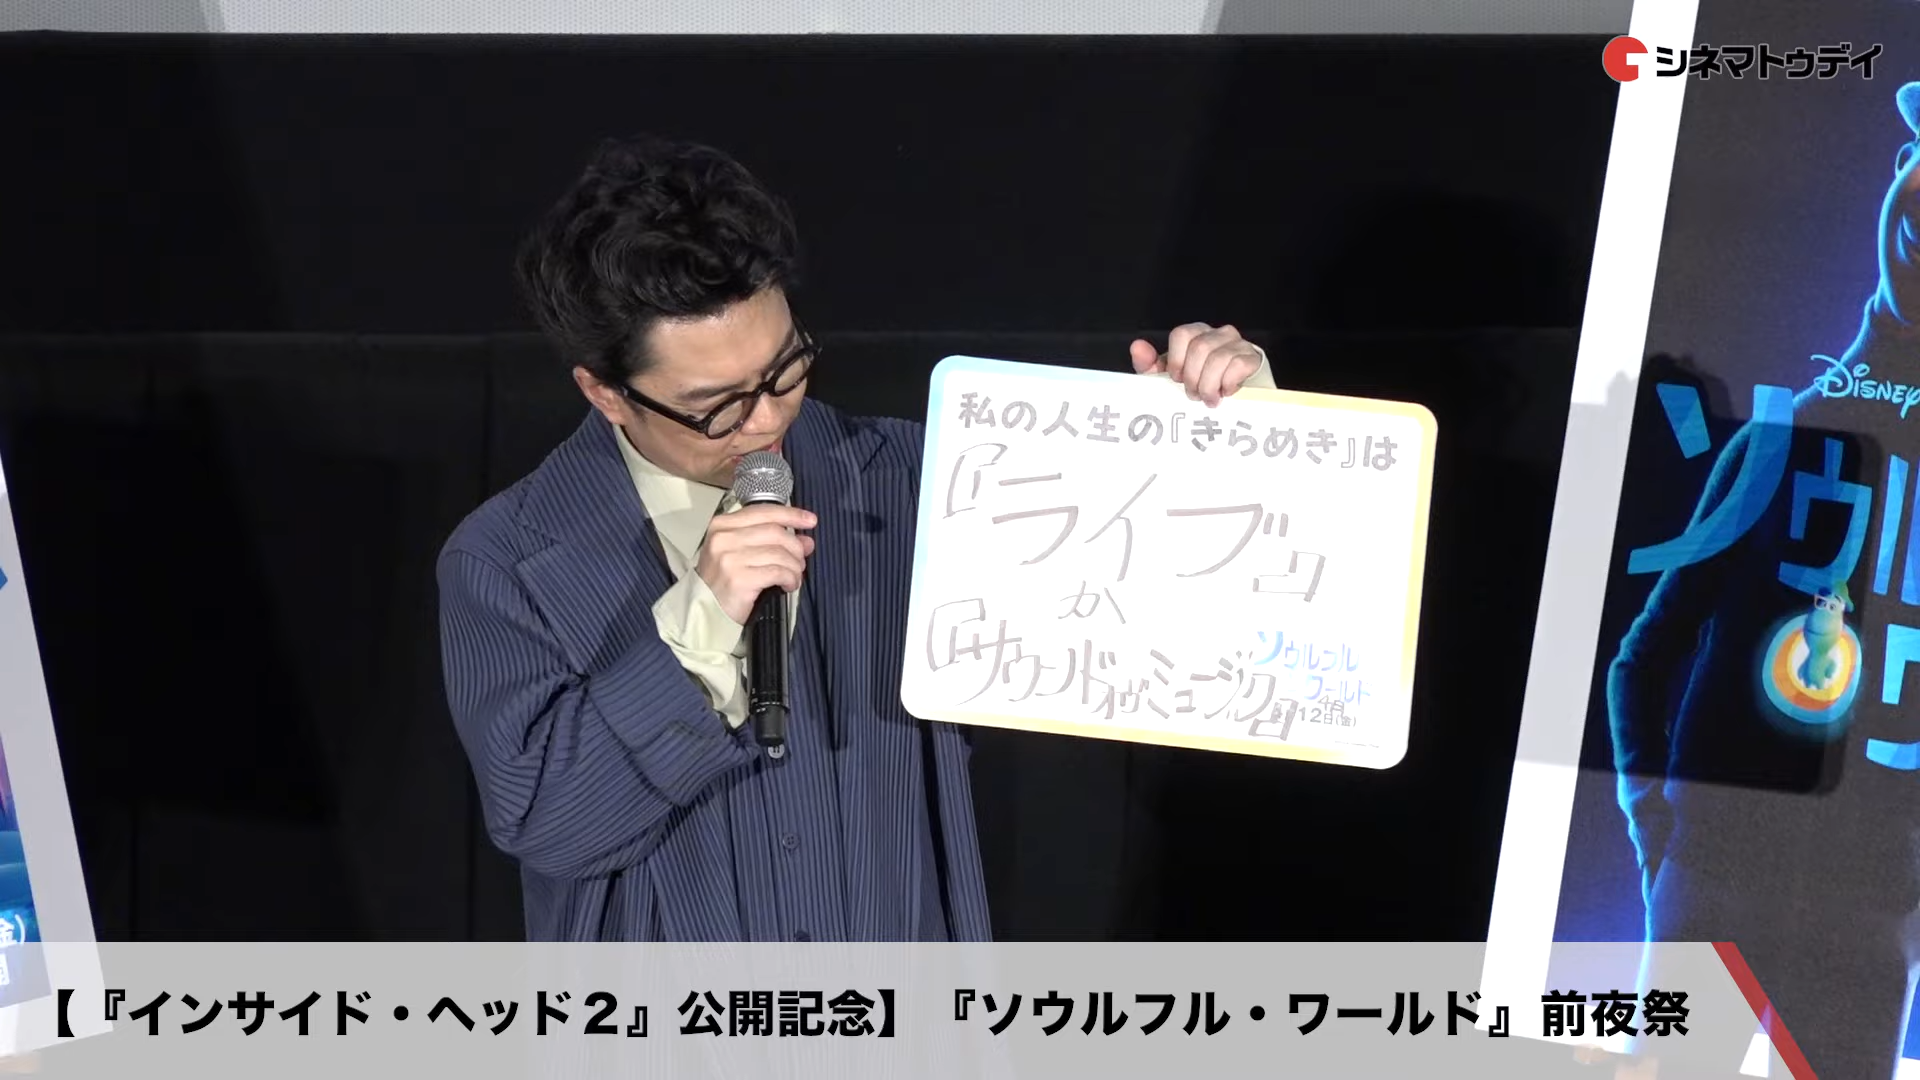 シネマトゥデイ
私の人生の『きらめき』は
『ライブ』
か
『サウンドオヴミュージック』
ソウルフル
ワールド
4月
12日(金)
DISNEY
ソウル
ワ
金)
【『インサイド・ヘッド２』公開記念】『ソウルフル・ワールド』前夜祭